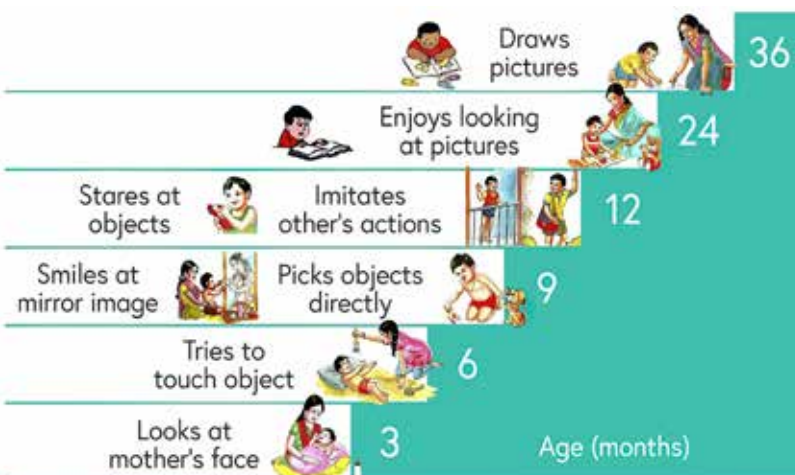 Draws
pictures
36
Enjoys looking
at pictures
24
Stares at
objects
Imitates
other's actions
12
Smiles at
mirror image
Picks objects
directly
9
Tries to
touch object
6
Looks at
mother's face
3
Age (months)